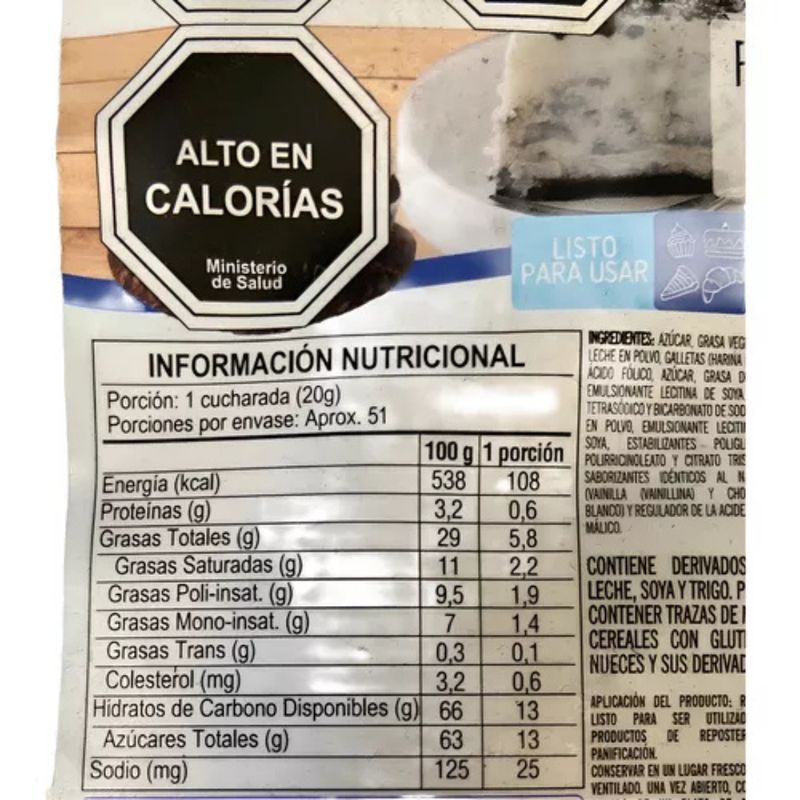 ALTO EN
CALORÍAS
Ministerio
de Salud
LISTO
PARA USAR
INFORMACIÓN NUTRICIONAL
Porción: 1 cucharada (20g)
Porciones por envase: Aprox. 51
100 g 1 porción
Energía (kcal) 538 108
Proteínas (g) 3,2 0,6
Grasas Totales (g) 29 5,8
Grasas Saturadas (g) 11 2,2
Grasas Poli-insat. (g) 9,5 1,9
Grasas Mono-insat. (g) 7 1,4
Grasas Trans (g) 0,3 0,1
Colesterol (mg) 3,2 0,6
Hidratos de Carbono Disponibles (g) 66 13
Azúcares Totales (g) 63 13
Sodio (mg) 125 25
INGREDIENTES: AZÚCAR, GRASA VEG
LECHE EN POLVO, GALLETAS (HARINA
ÁCIDO FÓLICO, AZÚCAR, GRASA D
EMULSIONANTE LECITINA DE SOYA
TETRASÓDICO Y BICARBONATO DE SOD
EN POLVO, EMULSIONANTE LECITI
SOYA, ESTABILIZANTES POLIGL
POLIRRICINOLEATO Y CITRATO TRIS
SABORIZANTES IDÉNTICOS AL N
(VAINILLA (VAINILLINA) Y CHO
BLANCO) Y REGULADOR DE LA ACIDE
MÁLICO.
CONTIENE DERIVADOS
LECHE, SOYA Y TRIGO. P
CONTENER TRAZAS DE
CEREALES CON GLUT
NUECES Y SUS DERIVAD
APLICACIÓN DEL PRODUCTO: R
LISTO PARA SER UTILIZAD
PRODUCTOS DE REPOSTER
PANIFICACIÓN.
CONSERVAR EN UN LUGAR FRESCO
VENTILADO. UNA VEZ ABIERTO, CO